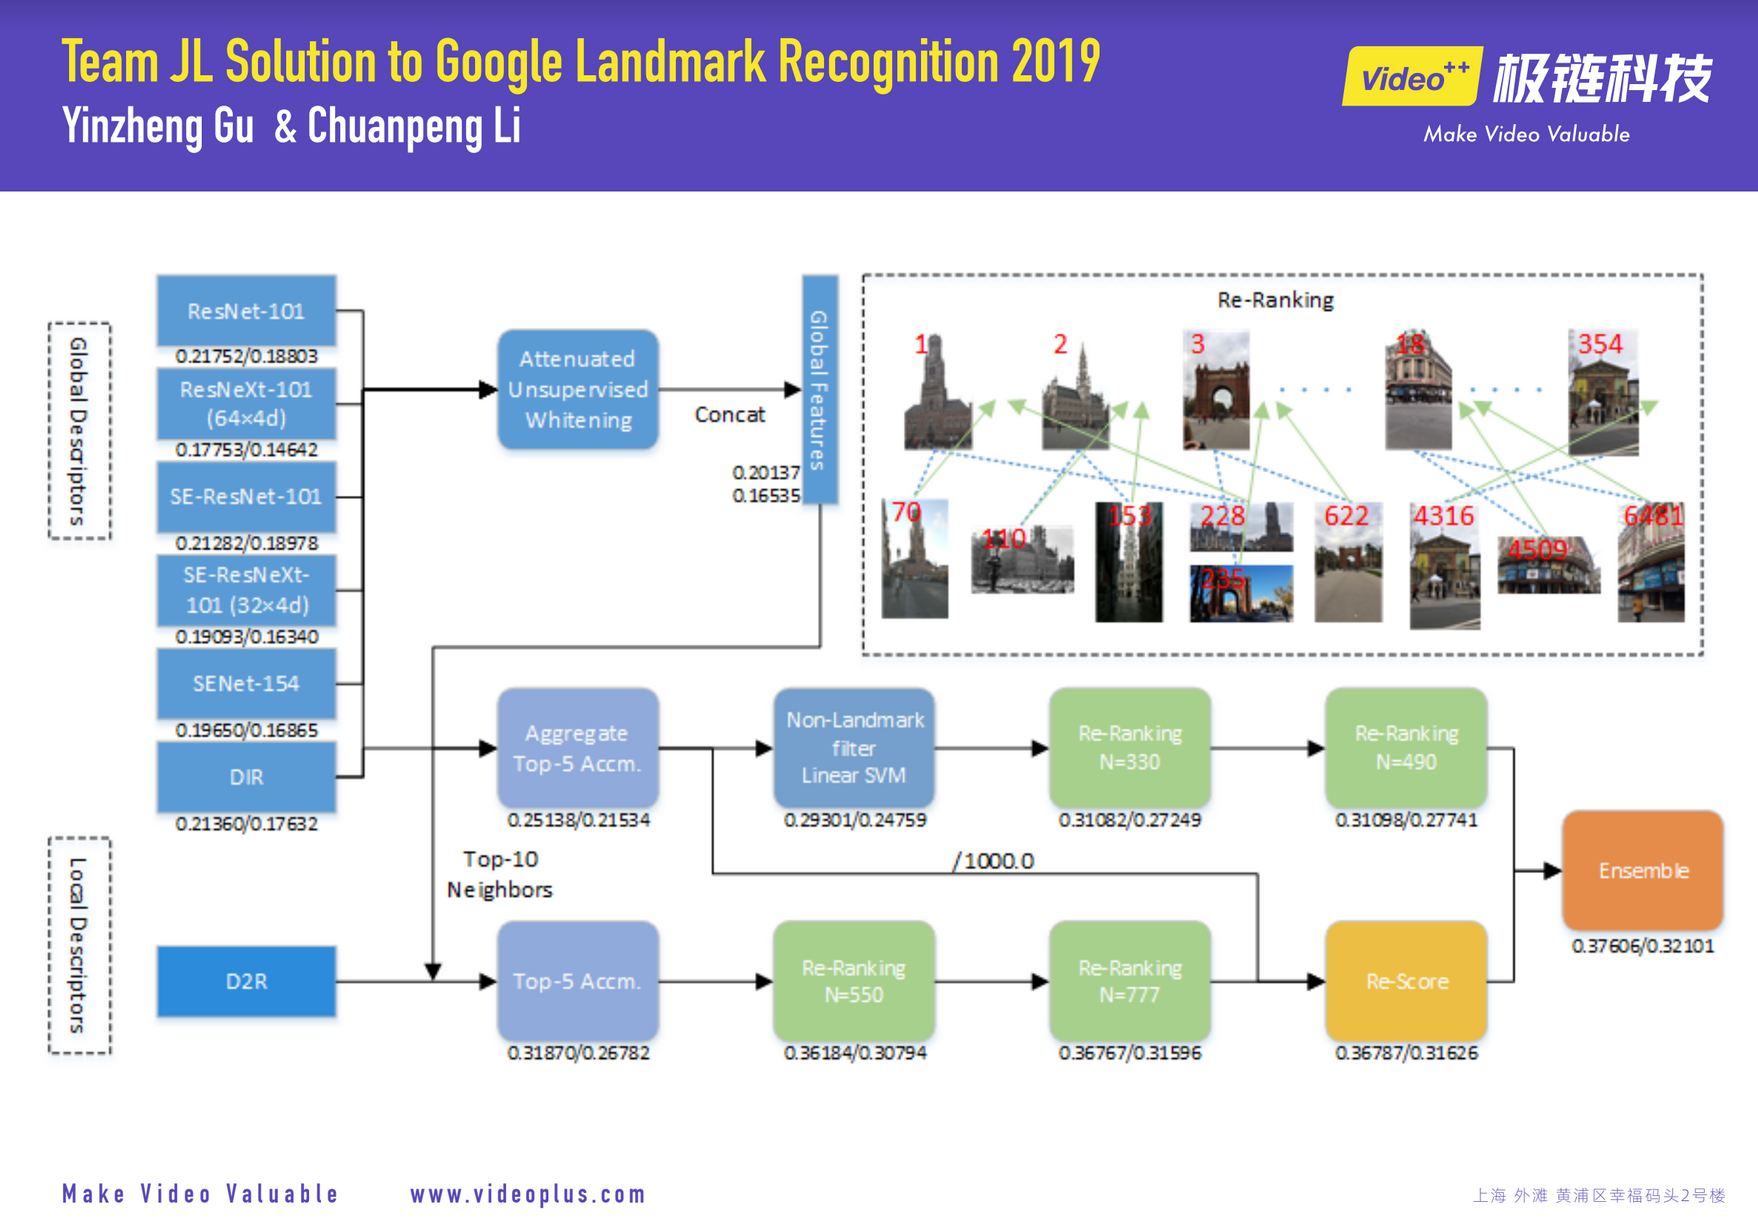 Team JL Solution to Google Landmark Recognition 2019
Yinzheng Gu & Chuanpeng Li
Video++ 极链科技
Make Video Valuable
Global Descriptors
ResNet-101
0.21752/0.18803
ResNeXt-101
(64×4d)
0.17753/0.14642
SE-ResNet-101
0.21282/0.18978
SE-ResNeXt-
101 (32×4d)
0.19093/0.16340
SENet-154
0.19650/0.16865
DIR
0.21360/0.17632
Attenuated
Unsupervised
Whitening
Concat
Global Features
0.20137
0.16535
Re-Ranking
1
2
3
18
354
70
110
153
228
235
622
4316
4509
6481
Aggregate
Top-5 Accm.
0.25138/0.21534
Non-Landmark
filter
Linear SVM
0.29301/0.24759
Re-Ranking
N=330
0.31082/0.27249
Re-Ranking
N=490
0.31098/0.27741
Top-10
Neighbors
/1000.0
Ensemble
0.37606/0.32101
Local Descriptors
D2R
Top-5 Accm.
0.31870/0.26782
Re-Ranking
N=550
0.36184/0.30794
Re-Ranking
N=777
0.36767/0.31596
Re-Score
0.36787/0.31626
Make Video Valuable
www.videoplus.com
上海 外滩 黄浦区幸福码头2号楼